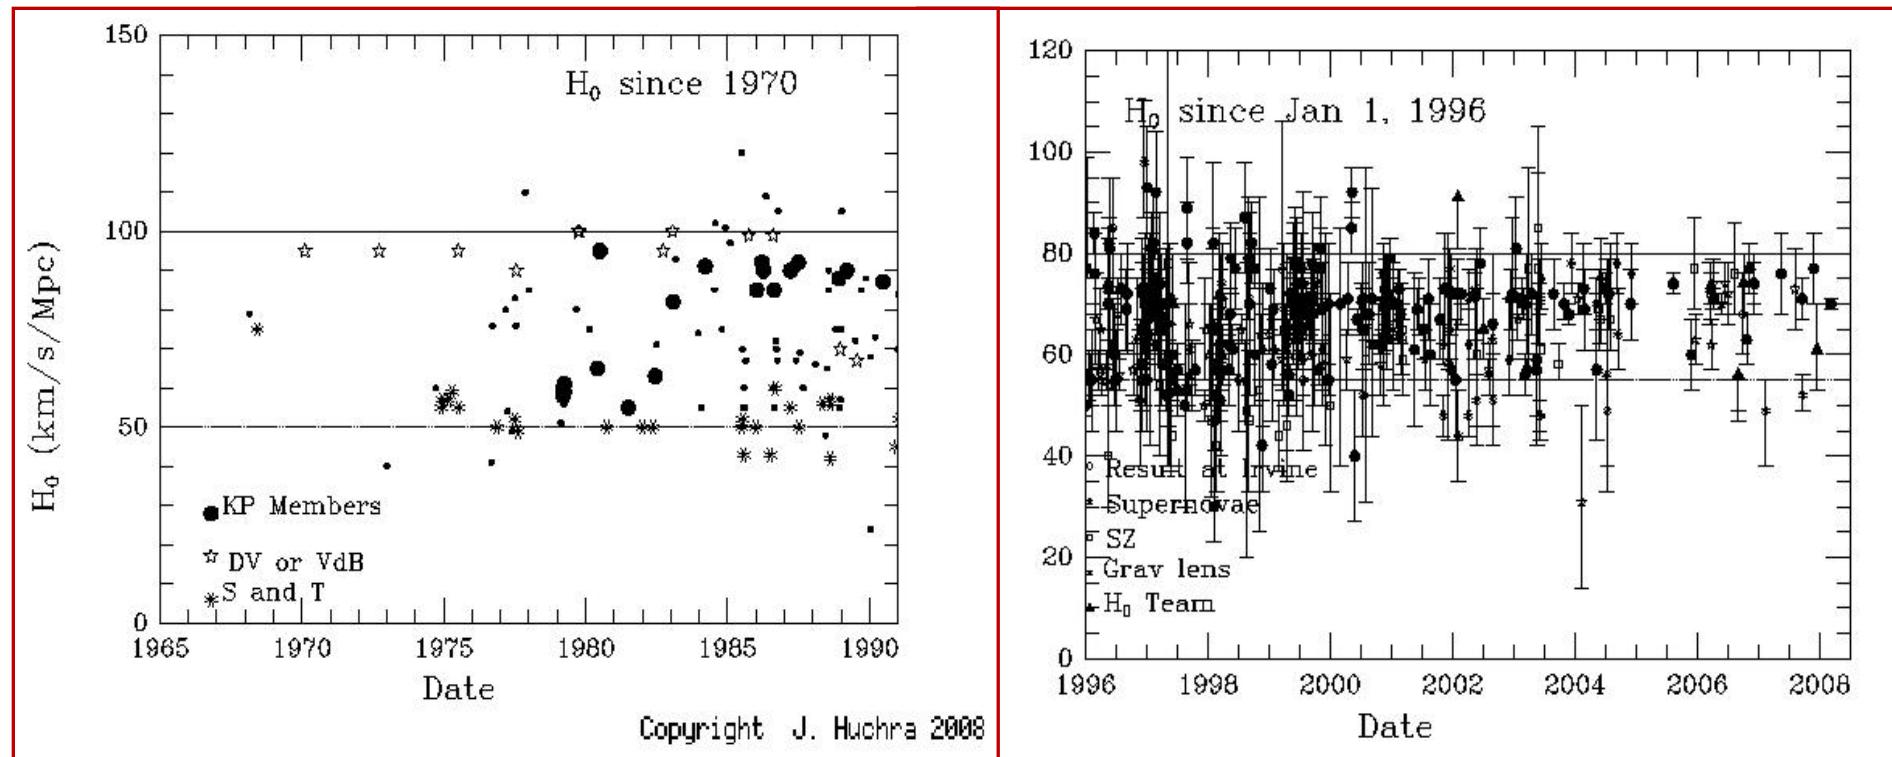 H₀ since 1970
150
100
50
0
H₀ (km/s/Mpc)
KP Members
DV or VdB
S and T
1965 1970 1975 1980 1985 1990
Date
Copyright J. Huchra 2008
H₀ since Jan 1, 1996
120
100
80
60
40
20
0
Result at Irvine
Supernovae
SZ
Grav lens
H₀ Team
1996 1998 2000 2002 2004 2006 2008
Date